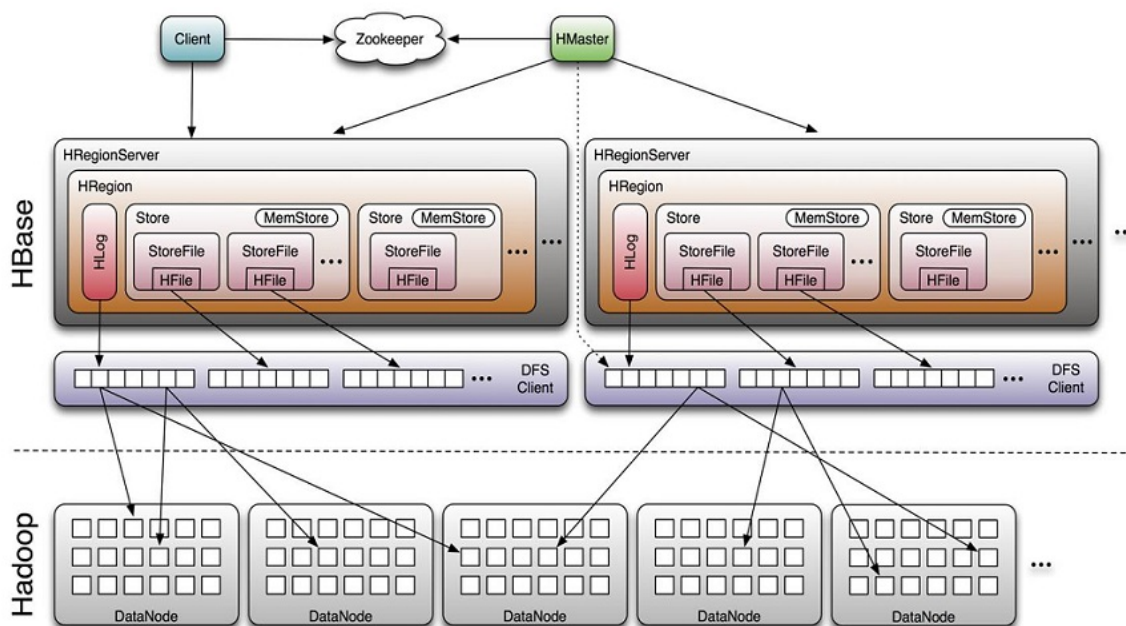 Client
Zookeeper
HMaster
HBase
HRegionServer
HRegion
HLog
Store
MemStore
StoreFile
HFile
StoreFile
HFile
...
Store
MemStore
StoreFile
HFile
...
...
DFS
Client
...
HRegionServer
HRegion
HLog
Store
MemStore
StoreFile
HFile
StoreFile
HFile
...
Store
MemStore
StoreFile
HFile
...
...
...
DFS
Client
...
Hadoop
DataNode
DataNode
DataNode
DataNode
DataNode
...